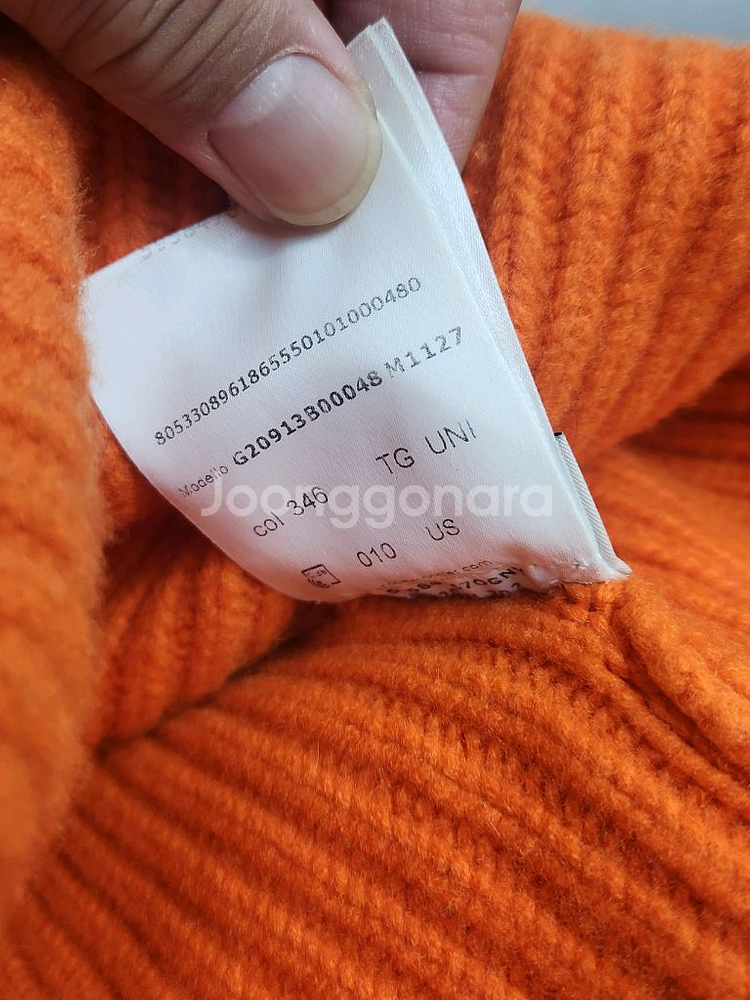 8053308961865550101000480
Modello G20913B00048 M1127
col 346 TG UNI
010 US
Joonggonara